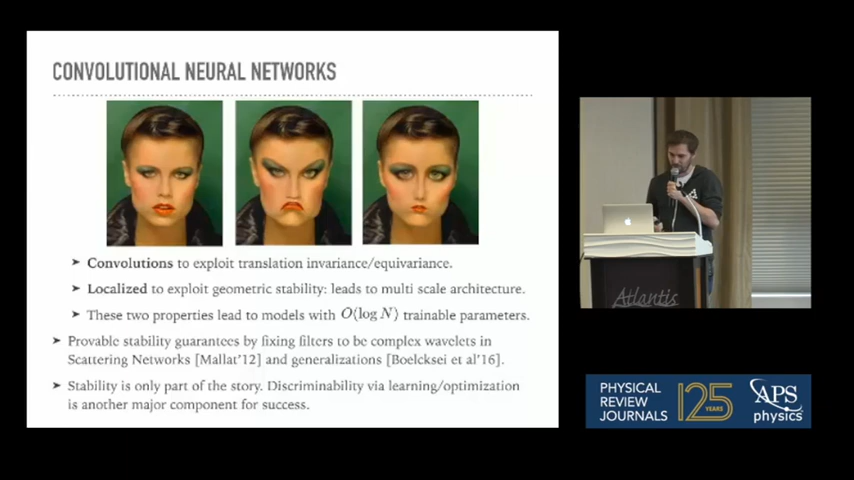 CONVOLUTIONAL NEURAL NETWORKS
➤ Convolutions to exploit translation invariance/equivariance.
➤ Localized to exploit geometric stability: leads to multi scale architecture.
➤ These two properties lead to models with O(log N) trainable parameters.
➤ Provable stability guarantees by fixing filters to be complex wavelets in
Scattering Networks [Mallat'12] and generalizations [Boelcksei et al'16].
➤ Stability is only part of the story. Discriminability via learning/optimization
is another major component for success.
Atlantis
PHYSICAL
REVIEW
JOURNALS
125
YEARS
APS
physics